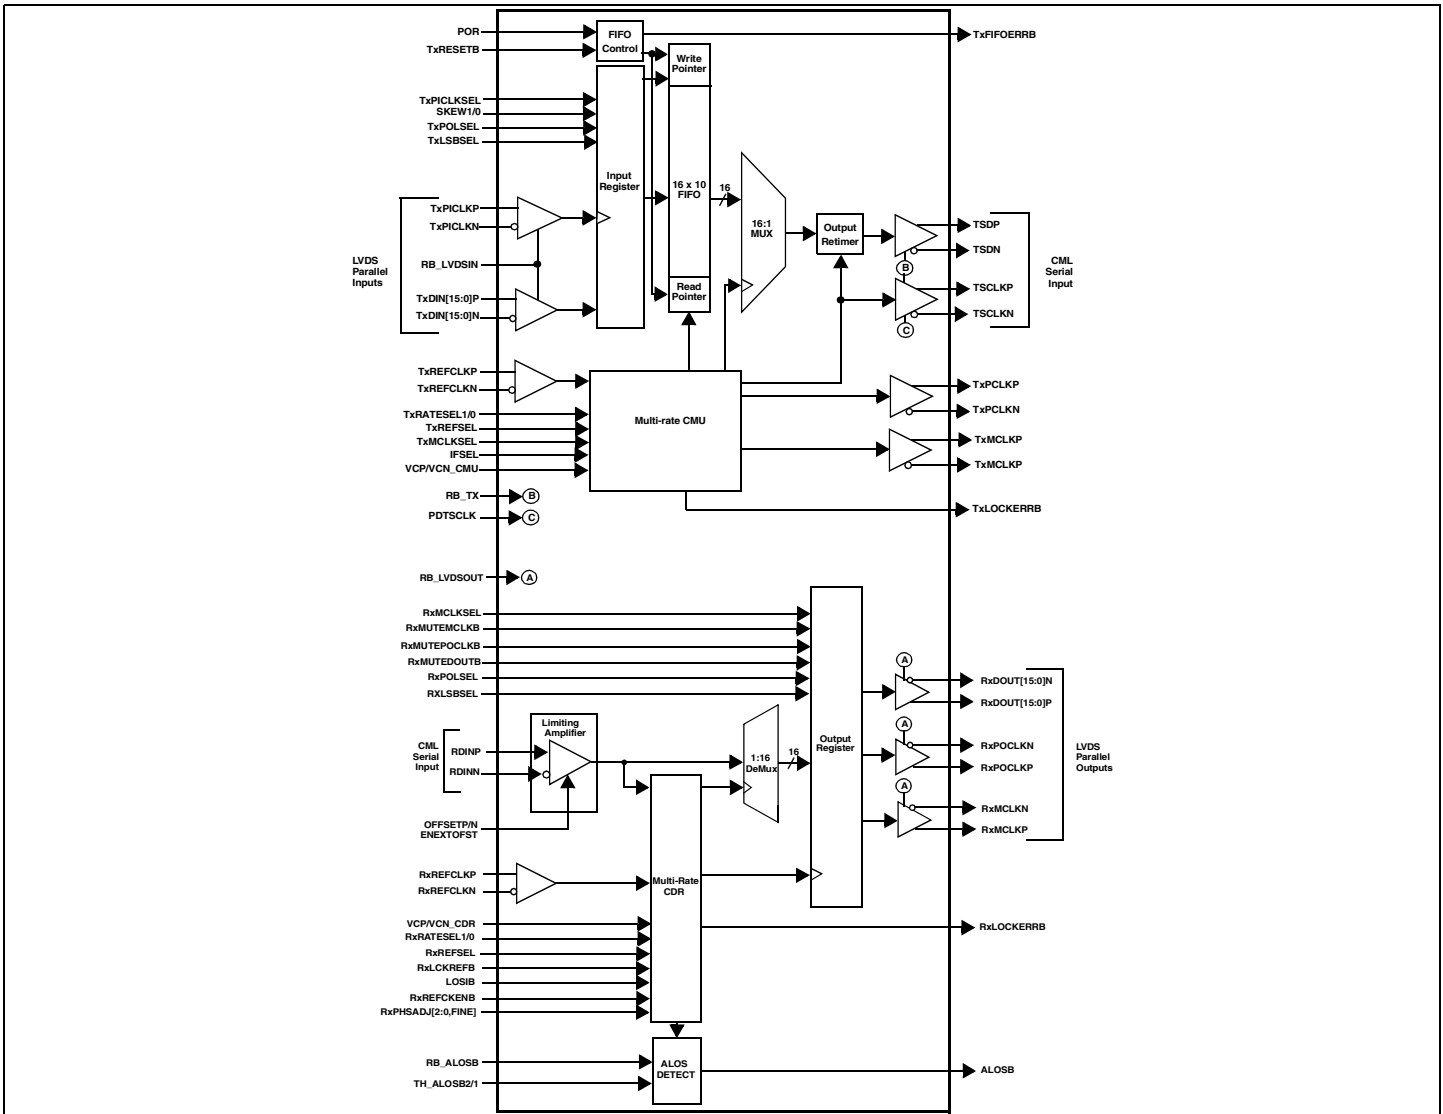 POR
TxRESETB
FIFO
Control
TxFIFOERRB
Write
Pointer
TxPICLKSEL
SKEW1/0
TxPOLSEL
TxLSBSEL
Input
Register
16 x 10
FIFO
16
16:1
MUX
Output
Retimer
LVDS
Parallel
Inputs
TxPICLKP
TxPICLKN
RB_LVDSIN
TxDIN[15:0]P
TxDIN[15:0]N
Read
Pointer
TSDP
TSDN
B
TSCLKP
TSCLKN
C
CML
Serial
Input
TxREFCLKP
TxREFCLKN
TxRATESEL1/0
TxREFSEL
TxMCLKSEL
IFSEL
VCP/VCN_CMU
Multi-rate CMU
TxPCLKP
TxPCLKN
TxMCLKP
TxMCLKP
RB_TX
B
PDTSCLK
C
TxLOCKERRB
RB_LVDSOUT
A
RxMCLKSEL
RxMUTEMCLKB
RxMUTEPOCLKB
RxMUTEDOUTB
RxPOLSEL
RXLSBSEL
CML
Serial
Input
RDINP
RDINN
Limiting
Amplifier
OFFSETP/N
ENEXTOFST
1:16
DeMux
16
Output
Register
A
RxDOUT[15:0]N
RxDOUT[15:0]P
A
RxPOCLKN
RxPOCLKP
A
RxMCLKN
RxMCLKP
LVDS
Parallel
Outputs
RxREFCLKP
RxREFCLKN
Multi-Rate
CDR
VCP/VCN_CDR
RxRATESEL1/0
RxREFSEL
RxLCKREFB
LOSIB
RxREFCKENB
RxPHSADJ[2:0,FINE]
RxLOCKERRB
RB_ALOSB
TH_ALOSB2/1
ALOS
DETECT
ALOSB